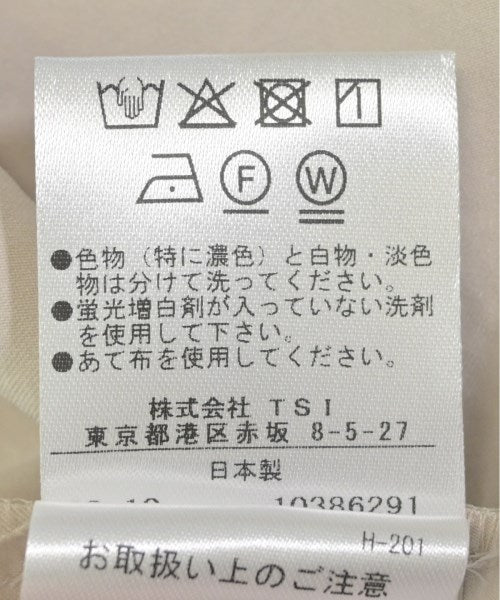 F W
●色物（特に濃色）と白物・淡色
物は分けて洗ってください。
●蛍光増白剤が入っていない洗剤
を使用して下さい。
●あて布を使用してください。
株式会社 TSI
東京都港区赤坂 8-5-27
日本製
10386291
H-201
お取扱い上のご注意